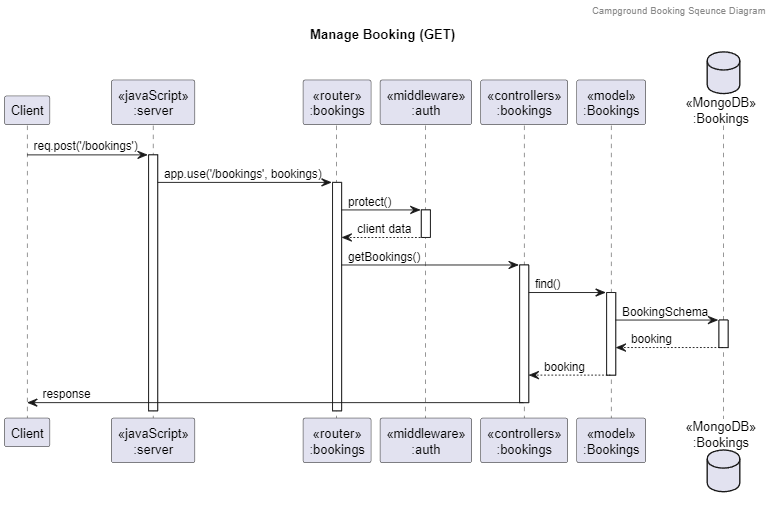 Campground Booking Sqeunce Diagram
Manage Booking (GET)
Client
«javaScript»
:server
«router»
:bookings
«middleware»
:auth
«controllers»
:bookings
«model»
:Bookings
«MongoDB»
:Bookings
req.post('/bookings')
app.use('/bookings', bookings)
protect()
client data
getBookings()
find()
BookingSchema
booking
booking
response
Client
«javaScript»
:server
«router»
:bookings
«middleware»
:auth
«controllers»
:bookings
«model»
:Bookings
«MongoDB»
:Bookings